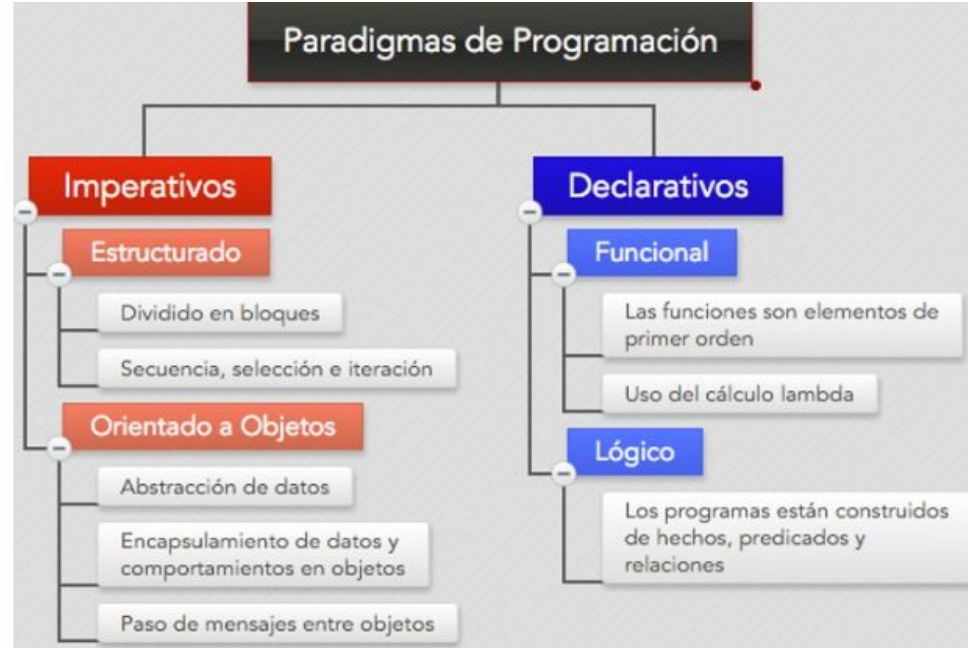 Paradigmas de Programación
Imperativos
Estructurado
Dividido en bloques
Secuencia, selección e iteración
Orientado a Objetos
Abstracción de datos
Encapsulamiento de datos y
comportamientos en objetos
Paso de mensajes entre objetos
Declarativos
Funcional
Las funciones son elementos de
primer orden
Uso del cálculo lambda
Lógico
Los programas están construidos
de hechos, predicados y
relaciones